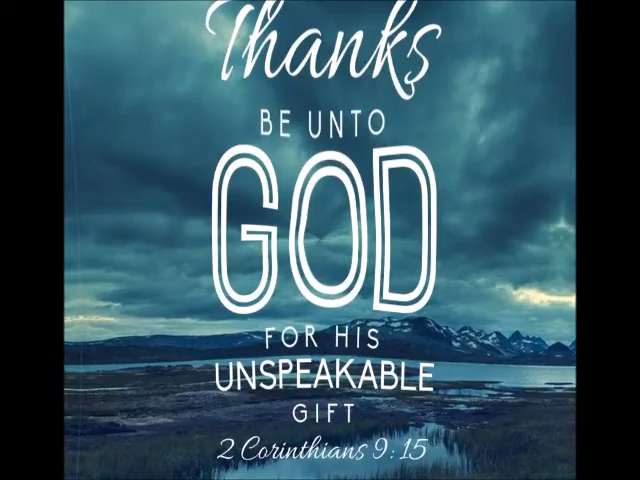 Thanks
BE UNTO
GOD
FOR HIS
UNSPEAKABLE
GIFT
2 Corinthians 9:15